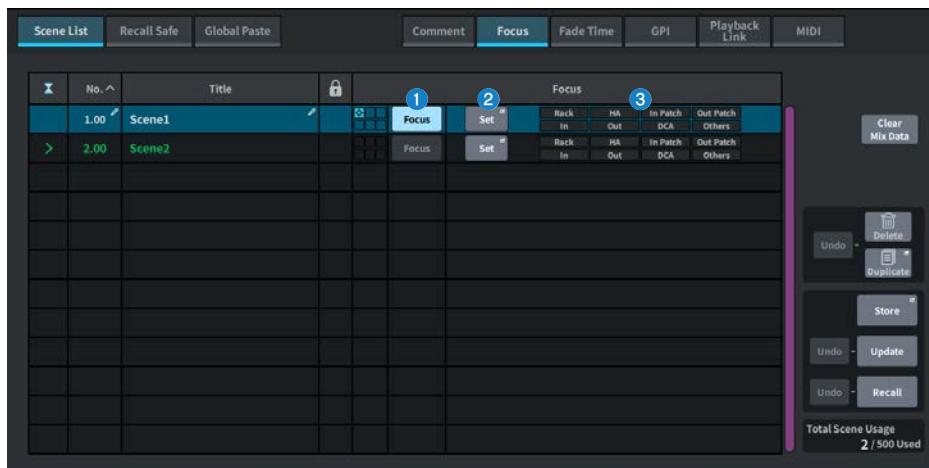 Scene List Recall Safe Global Paste Comment Focus Fade Time GPI Playback Link MIDI
No. Title Focus
1 2 3
1.00 Scene1 Focus Set Rack HA In Patch Out Patch
In Out DCA Others
2.00 Scene2 Focus Set Rack HA In Patch Out Patch
In Out DCA Others
Clear
Mix Data
Undo - Delete
Duplicate
Store
Undo - Update
Undo - Recall
Total Scene Usage
2 / 500 Used